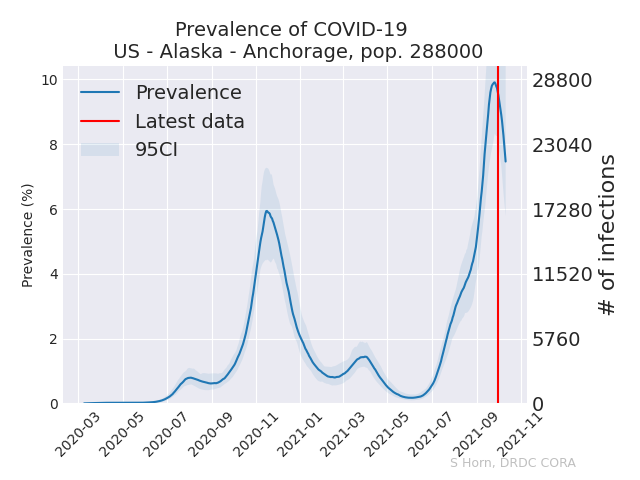 Prevalence of COVID-19
US - Alaska - Anchorage, pop. 288000
Prevalence
Latest data
95CI
Prevalence (%)
10
8
6
4
2
0
28800
23040
17280
11520
5760
0
# of infections
2020-03
2020-05
2020-07
2020-09
2020-11
2021-01
2021-03
2021-05
2021-07
2021-09
2021-11
S Horn, DRDC CORA